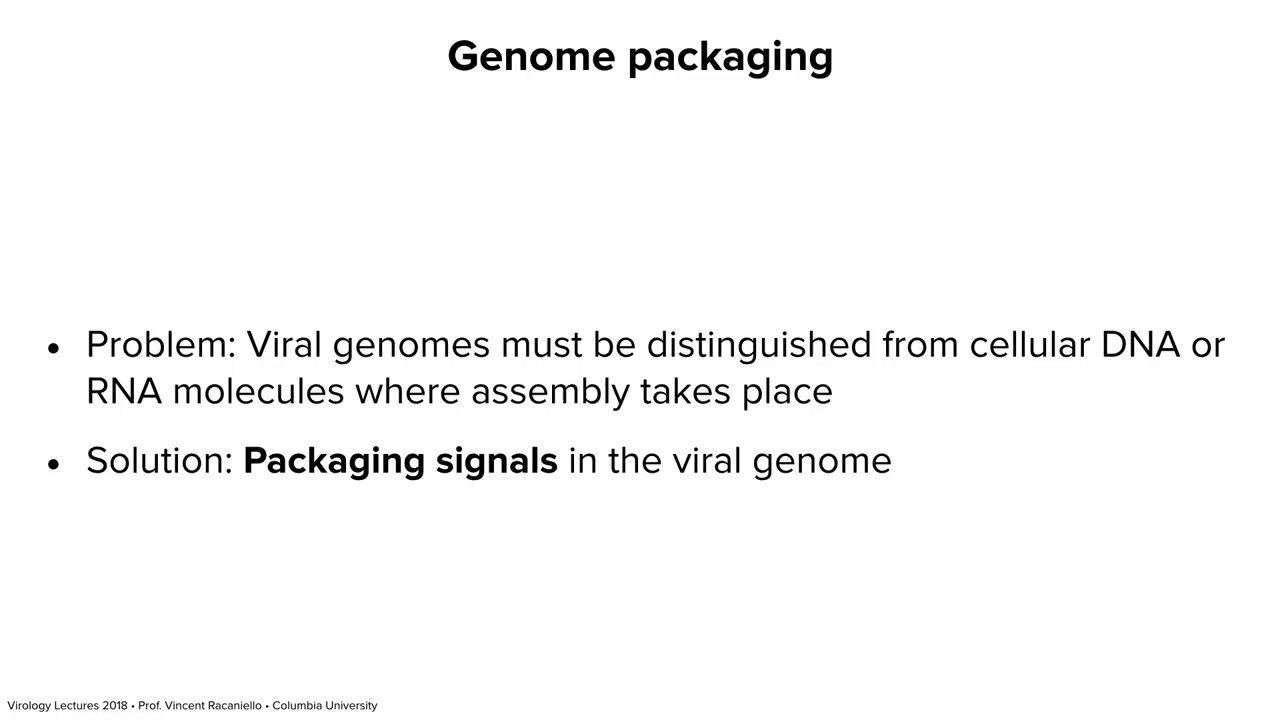 Genome packaging
• Problem: Viral genomes must be distinguished from cellular DNA or
RNA molecules where assembly takes place
• Solution: Packaging signals in the viral genome
Virology Lectures 2018 • Prof. Vincent Racaniello • Columbia University